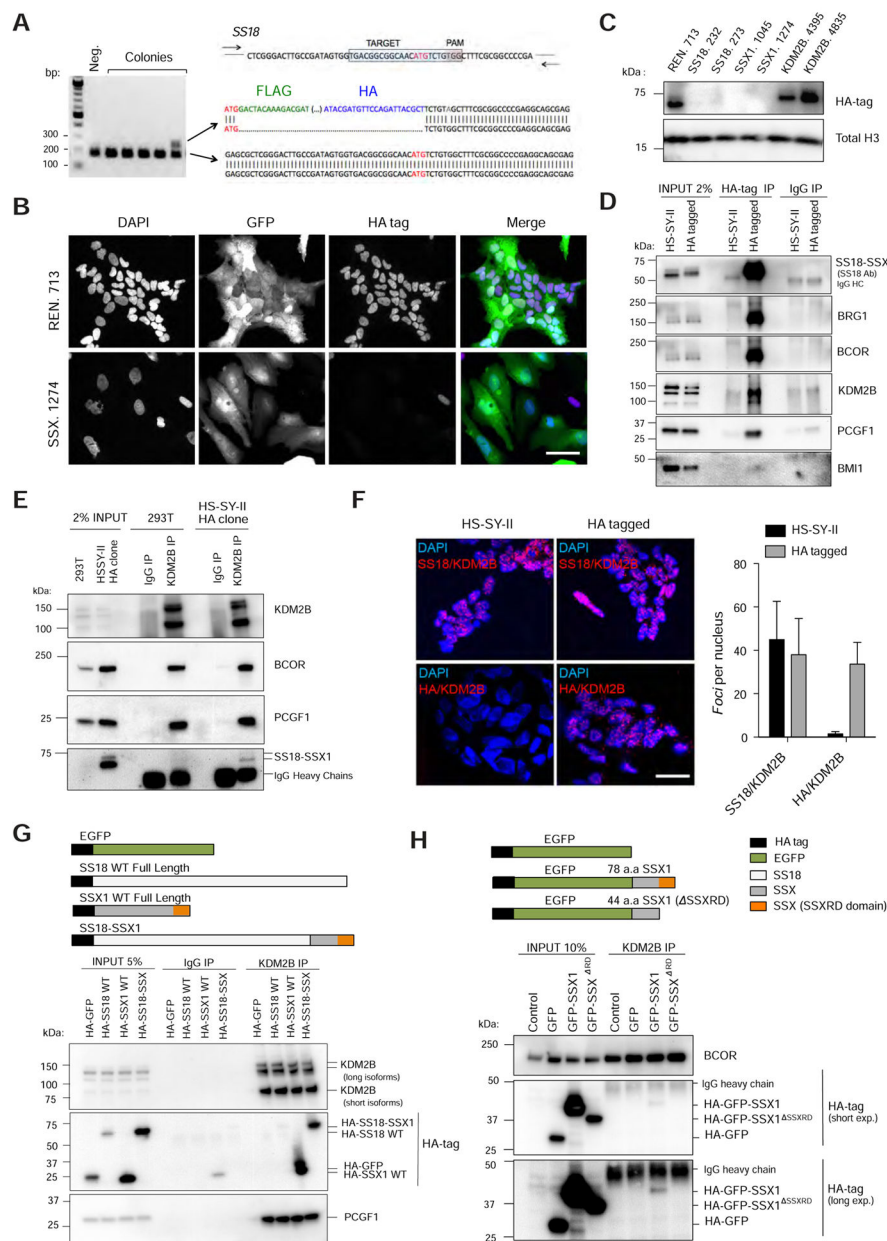 A
SS18
TARGET
PAM
CTCGGGACTTGCCGATAGTGGTGACGGCGGCAACATGTCTGTGGCTTTCGCGGCCCCGA
Neg.
Colonies
bp:
300
200
100
FLAG
HA
ATGGACTACAAAGACGAT (...) ATACGATGTTCCAGATTACGCTTCTGTAGCTTTCGCGGCCCCGAGGCAGCGAG
ATG TCTGTGGCTTTCGCGGCCCCGAGGCAGCGAG
GAGCGCTCGGGACTTGCCGATAGTGGTGACGGCGGCAACATGTCTGTGGCTTTCGCGGCCCCGAGGCAGCGAG
GAGCGCTCGGGACTTGCCGATAGTGGTGACGGCGGCAACATGTCTGTGGCTTTCGCGGCCCCGAGGCAGCGAG
B
DAPI
GFP
HA tag
Merge
REN. 713
SSX. 1274
C
REN. 713
SS18. 232
SS18. 273
SSX1. 1045
SSX1. 1274
KDM2B. 4395
KDM2B. 4835
kDa :
75
HA-tag
15
Total H3
D
INPUT 2%
HA-tag IP
IgG IP
HS-SY-II
HA tagged
HS-SY-II
HA tagged
HS-SY-II
HA tagged
kDa:
75
50
SS18-SSX
(SS18 Ab)
IgG HC
250
150
BRG1
250
150
BCOR
150
100
KDM2B
37
25
PCGF1
37
BMI1
E
2% INPUT
293T
HS-SY-II
HA clone
293T
HSSY-II
HA clone
IgG IP
KDM2B IP
IgG IP
KDM2B IP
kDa:
150
100
KDM2B
250
BCOR
25
PCGF1
75
SS18-SSX1
IgG Heavy Chains
F
HS-SY-II
HA tagged
DAPI
SS18/KDM2B
DAPI
SS18/KDM2B
DAPI
HA/KDM2B
DAPI
HA/KDM2B
HS-SY-II
HA tagged
Foci per nucleus
80
60
40
20
0
SS18/KDM2B
HA/KDM2B
G
EGFP
SS18 WT Full Length
SSX1 WT Full Length
SS18-SSX1
INPUT 5%
IgG IP
KDM2B IP
HA-GFP
HA-SS18 WT
HA-SSX1 WT
HA-SS18-SSX
HA-GFP
HA-SS18 WT
HA-SSX1 WT
HA-SS18-SSX
HA-GFP
HA-SS18 WT
HA-SSX1 WT
HA-SS18-SSX
kDa:
150
100
75
KDM2B
(long isoforms)
KDM2B
(short isoforms)
75
50
37
25
HA-SS18-SSX1
HA-SS18 WT
HA-GFP
HA-SSX1 WT
HA-tag
37
25
PCGF1
H
EGFP
EGFP
78 a.a SSX1
EGFP
44 a.a SSX1 (ΔSSXRD)
HA tag
EGFP
SS18
SSX
SSX (SSXRD domain)
INPUT 10%
KDM2B IP
Control
GFP
GFP-SSX1
GFP-SSX ΔRD
Control
GFP
GFP-SSX1
GFP-SSX ΔRD
kDa:
250
150
BCOR
50
37
25
IgG heavy chain
HA-GFP-SSX1
HA-GFP-SSX1ΔSSXRD
HA-GFP
HA-tag
(short exp.)
50
37
25
IgG heavy chain
HA-GFP-SSX1
HA-GFP-SSX1ΔSSXRD
HA-GFP
HA-tag
(long exp.)